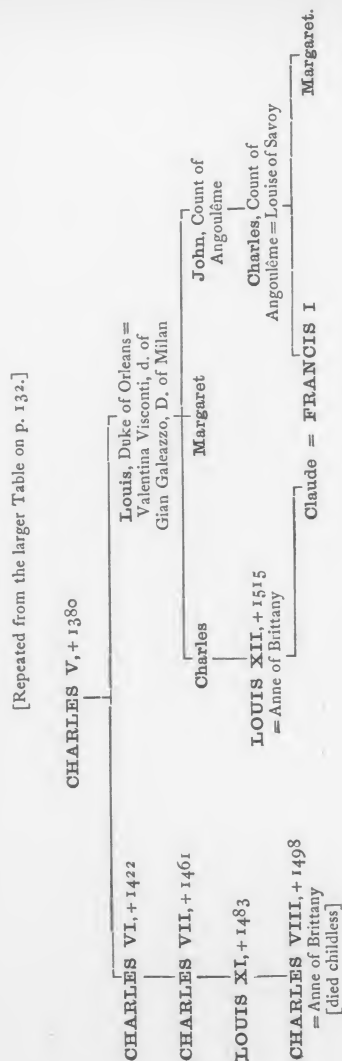 [Repeated from the larger Table on p. 132.]
CHARLES V, +1380
CHARLES VI, +1422
Louis, Duke of Orleans =
Valentina Visconti, d. of
Gian Galeazzo, D. of Milan
CHARLES VII, +1461
Charles
Margaret
John, Count of
Angoulême
LOUIS XI, +1483
LOUIS XII, +1515
= Anne of Brittany
Charles, Count of
Angoulême = Louise of Savoy
CHARLES VIII, +1498
= Anne of Brittany
[died childless]
Claude = FRANCIS I
Margaret.